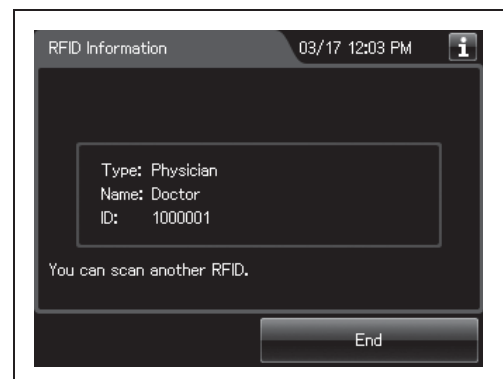 RFID Information 03/17 12:03 PM i
Type: Physician
Name: Doctor
ID: 1000001
You can scan another RFID.
End